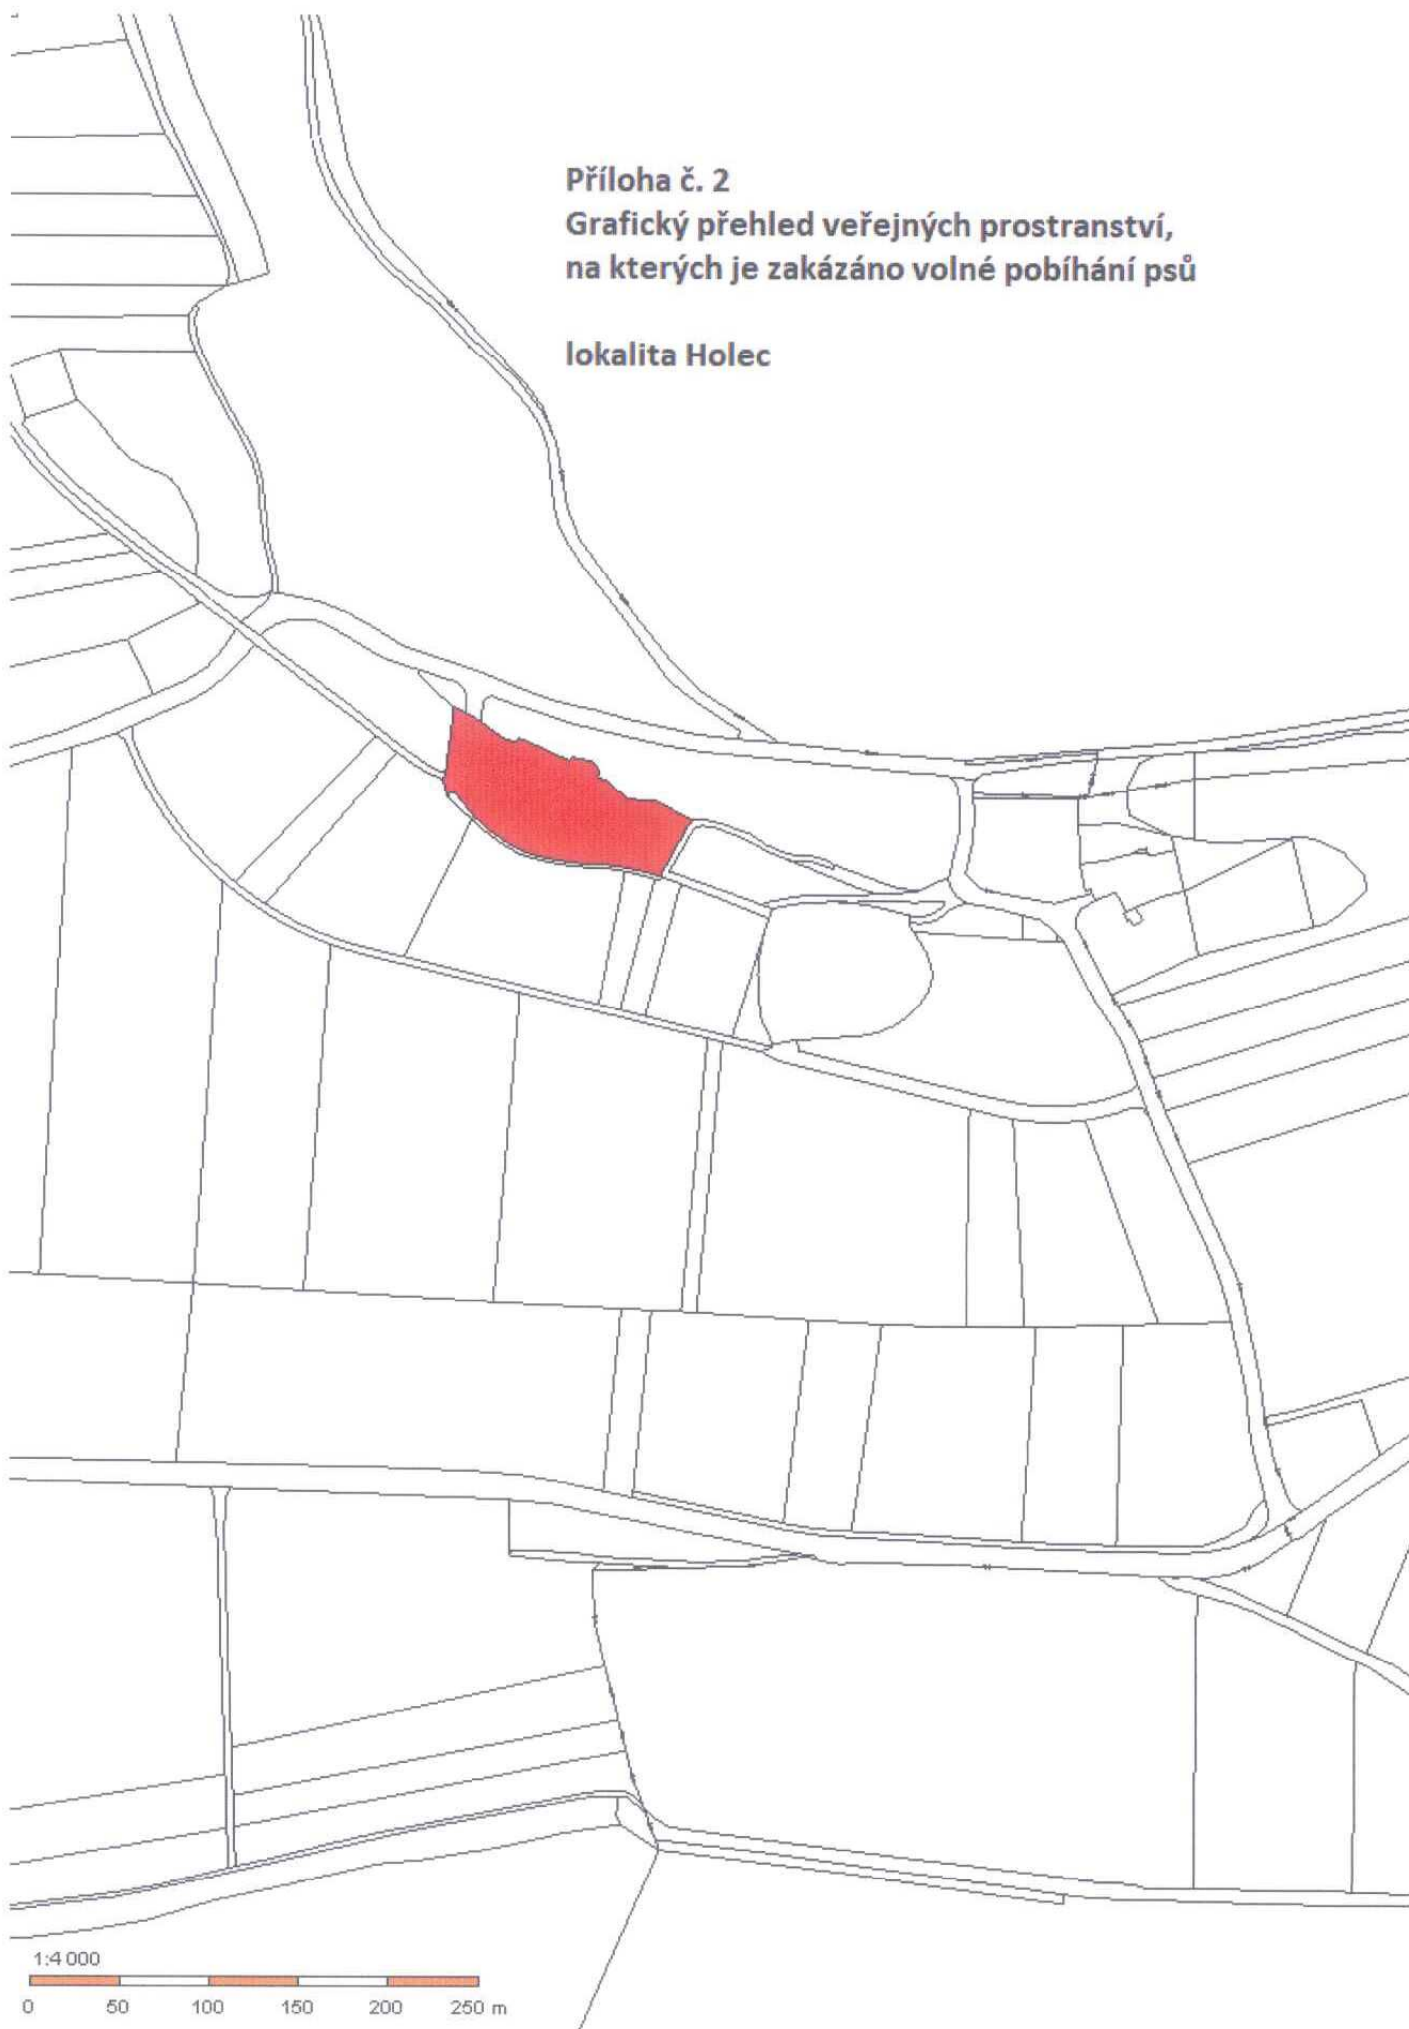 Příloha č. 2
Grafický přehled veřejných prostranství,
na kterých je zakázáno volné pobíhání psů
lokalita Holec
1:4 000
0 50 100 150 200 250 m